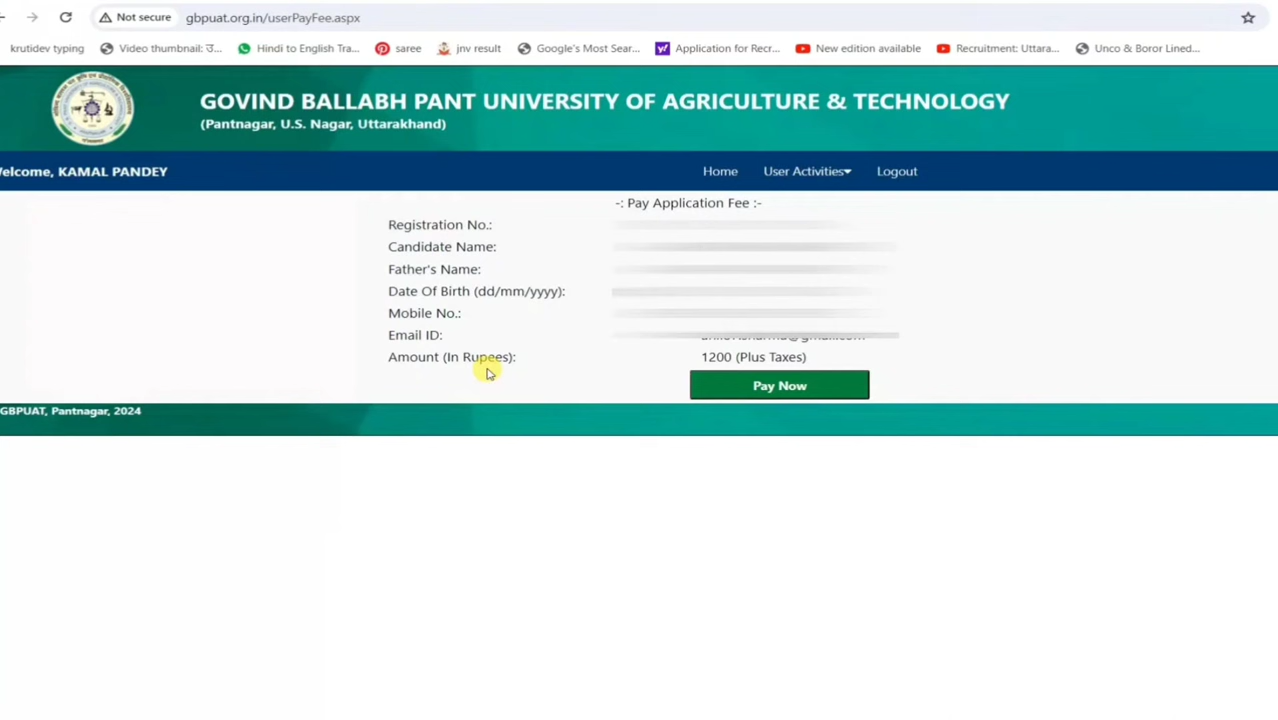 Not secure gbpuat.org.in/userPayFee.aspx
krutidev typing Video thumbnail: उ... Hindi to English Tra... saree jnv result Google's Most Sear... Application for Recr... New edition available Recruitment: Uttara... Unco & Boror Lined...
GOVIND BALLABH PANT UNIVERSITY OF AGRICULTURE & TECHNOLOGY
(Pantnagar, U.S. Nagar, Uttarakhand)
elcome, KAMAL PANDEY Home User Activities Logout
-: Pay Application Fee :-
Registration No.:
Candidate Name:
Father's Name:
Date Of Birth (dd/mm/yyyy):
Mobile No.:
Email ID:
Amount (In Rupees): 1200 (Plus Taxes)
Pay Now
GBPUAT, Pantnagar, 2024